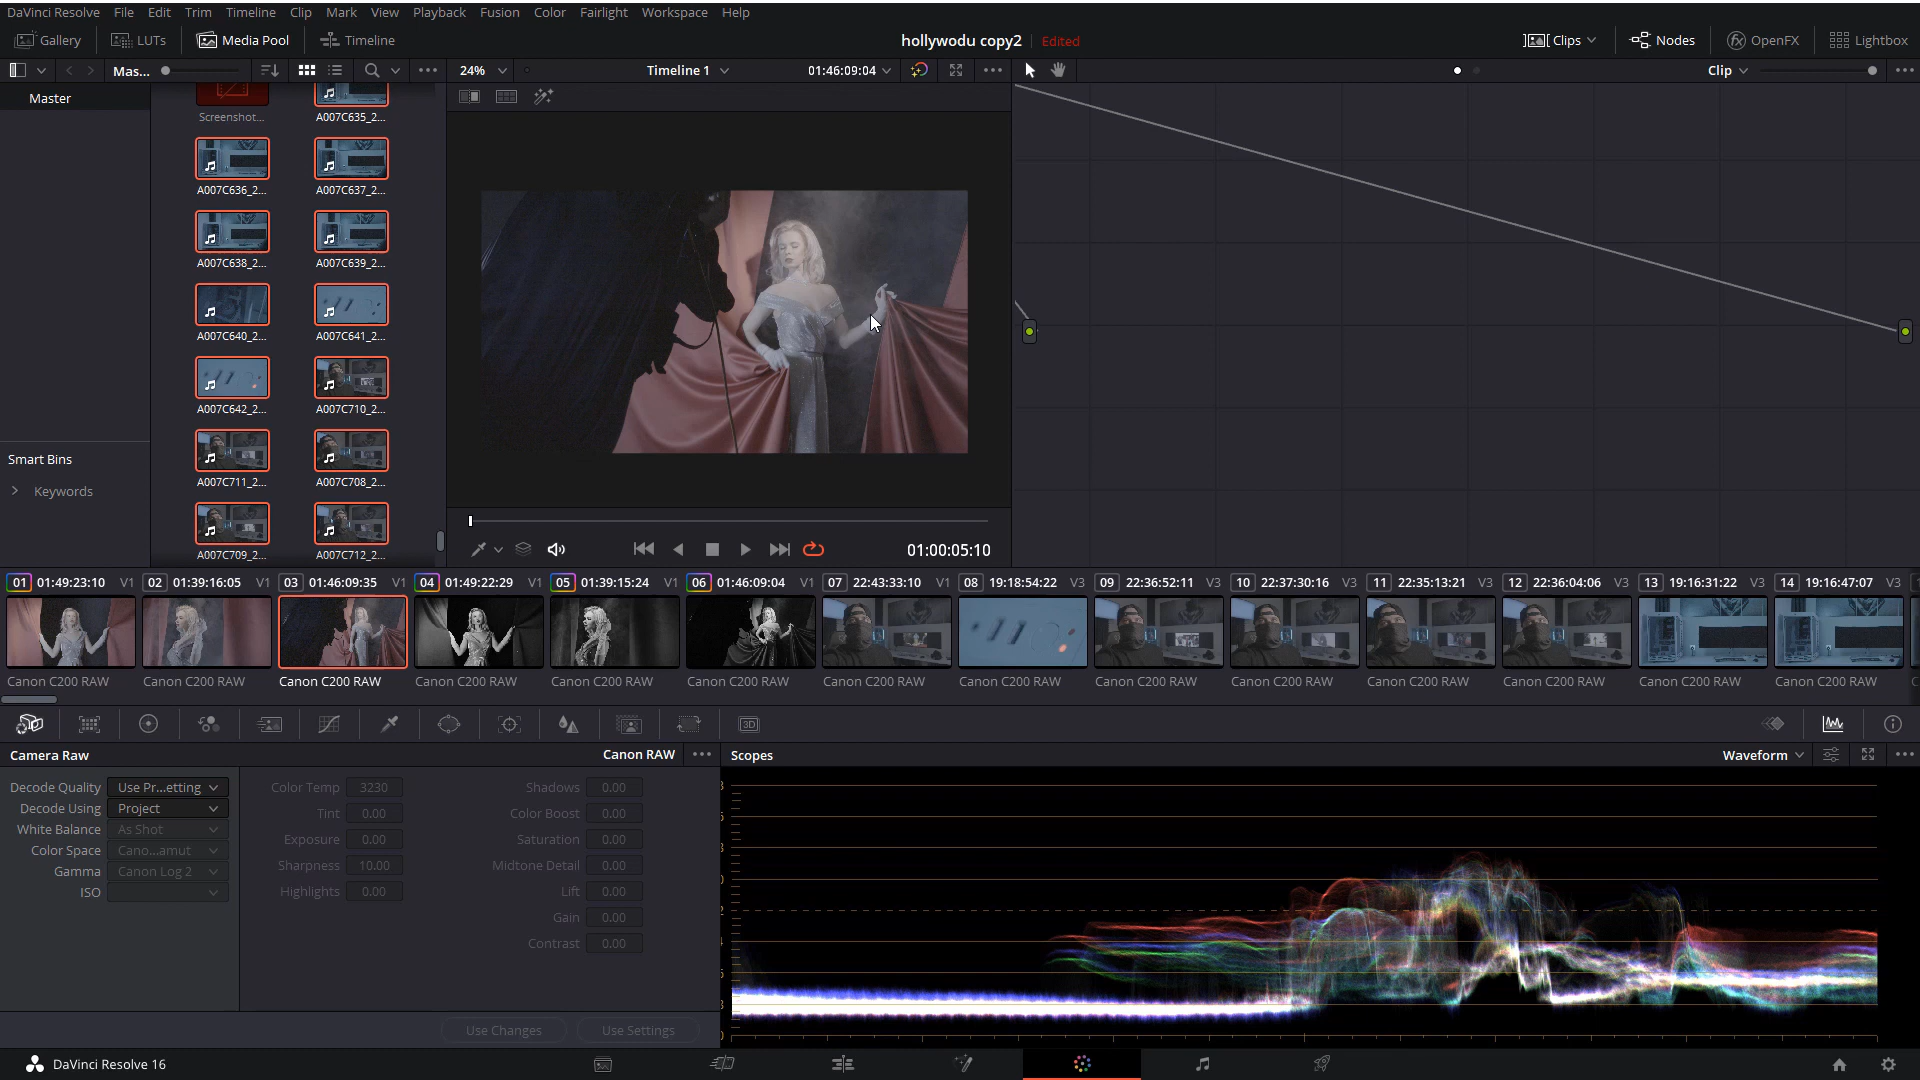 DaVinci Resolve File Edit Trim Timeline Clip Mark View Playback Fusion Color Fairlight Workspace Help
Gallery LUTs Media Pool Timeline hollywodu copy2 Edited Clips Nodes OpenFX Lightbox
Mas... 24% Timeline 1 01:46:09:04 Clip
Master
Screenshot... A007C635_2...
A007C636_2... A007C637_2...
A007C638_2... A007C639_2...
A007C640_2... A007C641_2...
A007C642_2... A007C710_2...
Smart Bins
A007C711_2... A007C708_2...
Keywords
A007C709_2... A007C712_2...
01:00:05:10
01 01:49:23:10 V1 02 01:39:16:05 V1 03 01:46:09:35 V1 04 01:49:22:29 V1 05 01:39:15:24 V1 06 01:46:09:04 V1 07 22:43:33:10 V1 08 19:18:54:22 V3 09 22:36:52:11 V3 10 22:37:30:16 V3 11 22:35:13:21 V3 12 22:36:04:06 V3 13 19:16:31:22 V3 14 19:16:47:07 V3
Canon C200 RAW Canon C200 RAW Canon C200 RAW Canon C200 RAW Canon C200 RAW Canon C200 RAW Canon C200 RAW Canon C200 RAW Canon C200 RAW Canon C200 RAW Canon C200 RAW Canon C200 RAW Canon C200 RAW Canon C200 RAW
3D
Camera Raw Canon RAW Scopes Waveform
Decode Quality Use Pr...etting Color Temp 3230 Shadows 0.00
Decode Using Project Tint 0.00 Color Boost 0.00
White Balance As Shot Exposure 0.00 Saturation 0.00
Color Space Cano...amut Sharpness 10.00 Midtone Detail 0.00
Gamma Canon Log 2 Highlights 0.00 Lift 0.00
ISO Gain 0.00
Contrast 0.00
Use Changes Use Settings
DaVinci Resolve 16